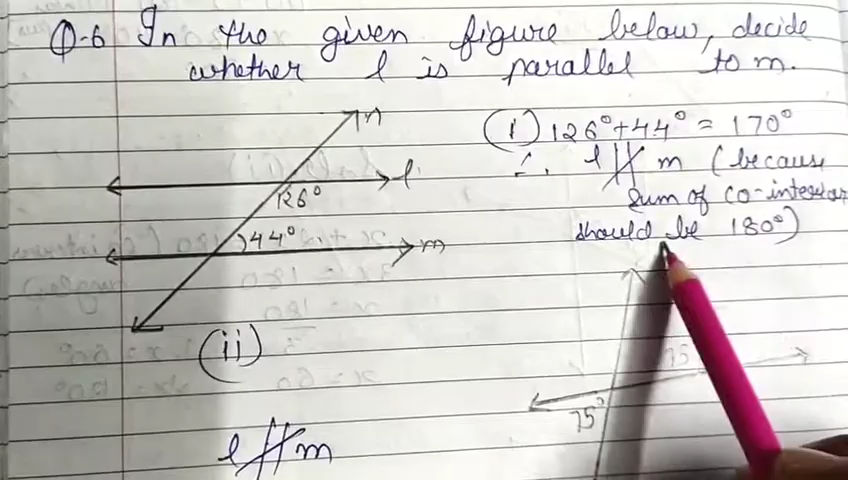 Q-6 In the given figure below, decide
whether l is parallel to m.
n
l
126°
44°
m
(i) 126°+44° = 170°
∴ l ∦ m (because
sum of co-interior
should be 180°)
(ii)
75
75°
l ∦ m